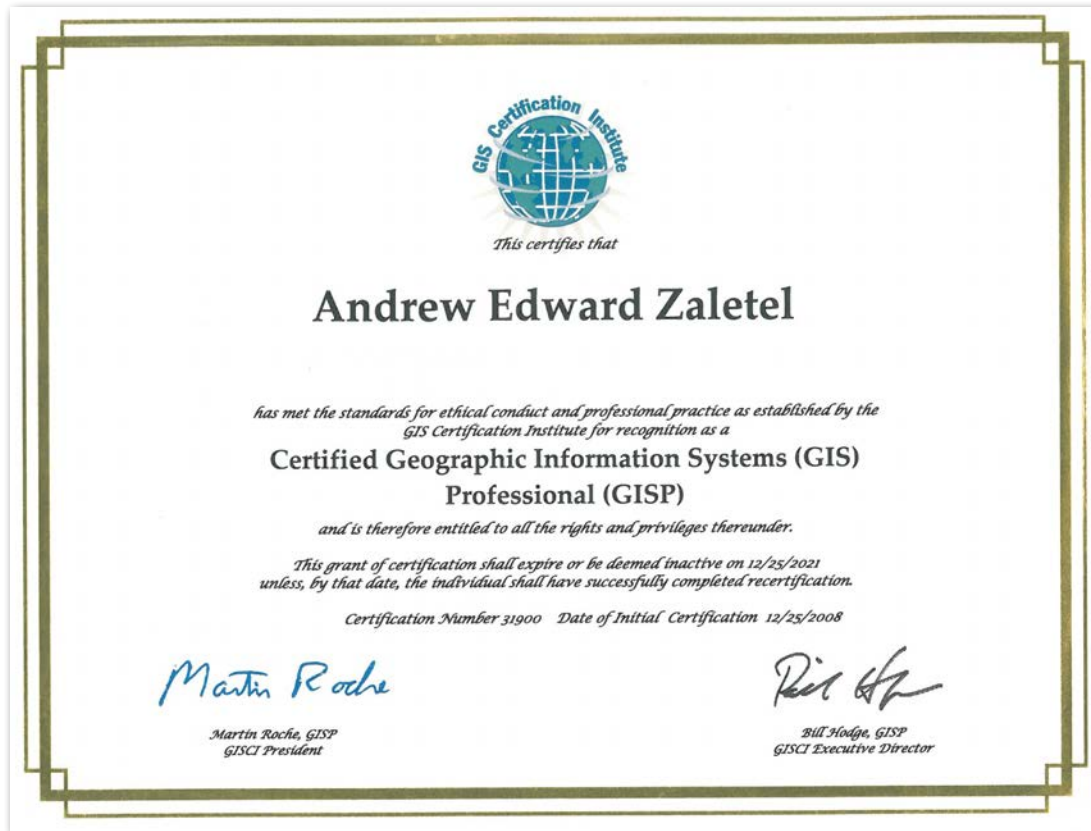 GIS Certification Institute
This certifies that
Andrew Edward Zaletel
has met the standards for ethical conduct and professional practice as established by the
GIS Certification Institute for recognition as a
Certified Geographic Information Systems (GIS)
Professional (GISP)
and is therefore entitled to all the rights and privileges thereunder.
This grant of certification shall expire or be deemed inactive on 12/25/2021
unless, by that date, the individual shall have successfully completed recertification.
Certification Number 31900 Date of Initial Certification 12/25/2008
Martin Roche
Martin Roche, GISP
GISCI President
Bill Hodge, GISP
GISCI Executive Director